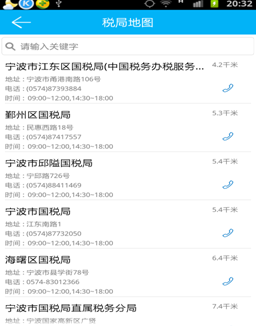 20:32
税局地图
请输入关键字
宁波市江东区国税局(中国税务办税服务... 4.2千米
地址：宁波市甬港南路106号
电话：(0574)87393884
时间：09:00~12:00,14:30~18:00
鄞州区国税局 5.3千米
地址：民惠西路18号
电话：(0574)87417557
时间：09:00~12:00,14:30~18:00
宁波市邱隘国税局 5.4千米
地址：宁邱路726号
电话：(0574)88411469
时间：09:00~12:00,14:30~18:00
宁波市国税局 5.4千米
地址：江东南路1
电话：(0574)87732050
时间：09:00~12:00,14:30~18:00
海曙区国税局 6.4千米
地址：宁波市县学街78号
电话：0574-83012366
时间：09:00~12:00,14:30~18:00
宁波市国税局直属税务分局 7.4千米
地址：宁波国家高新区广贤